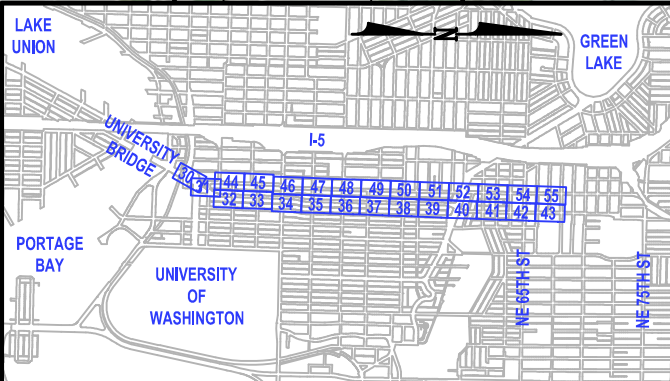 LAKE
UNION
N
GREEN
LAKE
I-5
UNIVERSITY
BRIDGE
30
31
44 45 46 47 48 49 50 51 52 53 54 55
32 33 34 35 36 37 38 39 40 41 42 43
PORTAGE
BAY
UNIVERSITY
OF
WASHINGTON
NE 65TH ST
NE 75TH ST